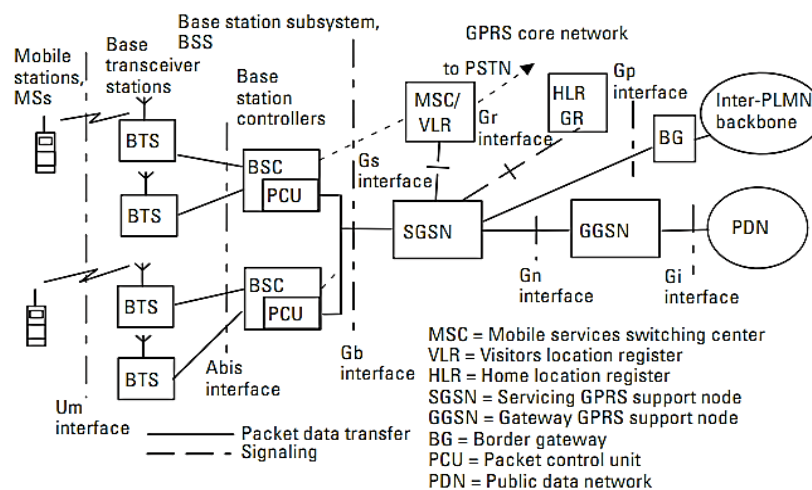 Mobile
stations,
MSs
Base
transceiver
stations
Base station subsystem,
BSS
Base
station
controllers
GPRS core network
to PSTN
MSC/
VLR
Gr
interface
HLR
GR
Gp
interface
Inter-PLMN
backbone
BG
BTS
BTS
BTS
BTS
BSC
PCU
BSC
PCU
Gs
interface
SGSN
GGSN
PDN
Gn
interface
Gi
interface
Um
interface
Abis
interface
Gb
interface
Packet data transfer
Signaling
MSC = Mobile services switching center
VLR = Visitors location register
HLR = Home location register
SGSN = Servicing GPRS support node
GGSN = Gateway GPRS support node
BG = Border gateway
PCU = Packet control unit
PDN = Public data network